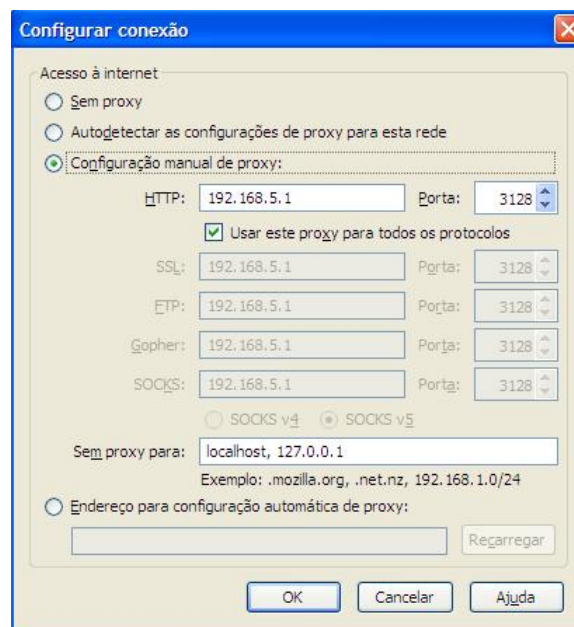 Configurar conexão
Acesso à internet
Sem proxy
Autodetectar as configurações de proxy para esta rede
Configuração manual de proxy:
HTTP: 192.168.5.1 Porta: 3128
Usar este proxy para todos os protocolos
SSL: 192.168.5.1 Porta: 3128
FTP: 192.168.5.1 Porta: 3128
Gopher: 192.168.5.1 Porta: 3128
SOCKS: 192.168.5.1 Porta: 3128
SOCKS v4 SOCKS v5
Sem proxy para: localhost, 127.0.0.1
Exemplo: .mozilla.org, .net.nz, 192.168.1.0/24
Endereço para configuração automática de proxy:
Recarregar
OK Cancelar Ajuda